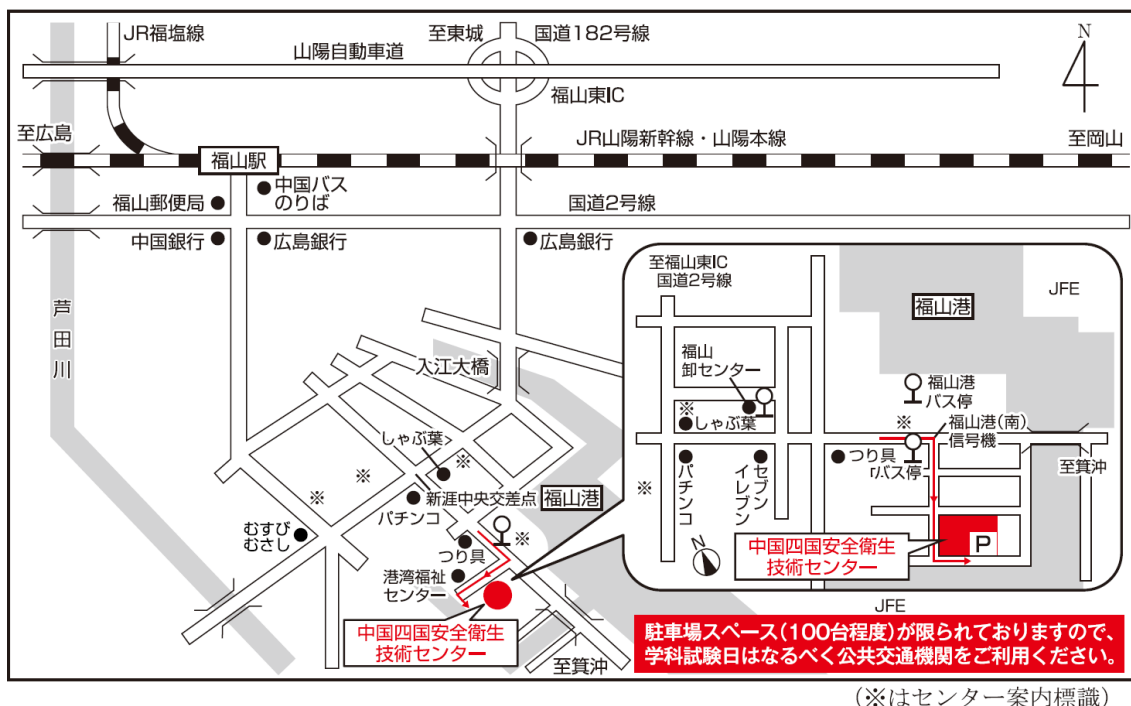 JR福塩線
至東城
国道182号線
山陽自動車道
N
福山東IC
至広島
JR山陽新幹線・山陽本線
至岡山
福山駅
中国バス
のりば
福山郵便局
国道2号線
中国銀行
広島銀行
広島銀行
芦田川
入江大橋
しゃぶ葉
※
※
※
新涯中央交差点
福山港
パチンコ
むすび
むさし
※
つり具
港湾福祉
センター
中国四国安全衛生
技術センター
至箕沖
至福山東IC
国道2号線
JFE
福山港
福山
卸センター
福山港
バス停
※
しゃぶ葉
※
福山港(南)
信号機
つり具
rバス停
至箕沖
※
パチンコ
セブン
イレブン
N
中国四国安全衛生
技術センター
P
JFE
駐車場スペース(100台程度)が限られておりますので、
学科試験日はなるべく公共交通機関をご利用ください。
(※はセンター案内標識)